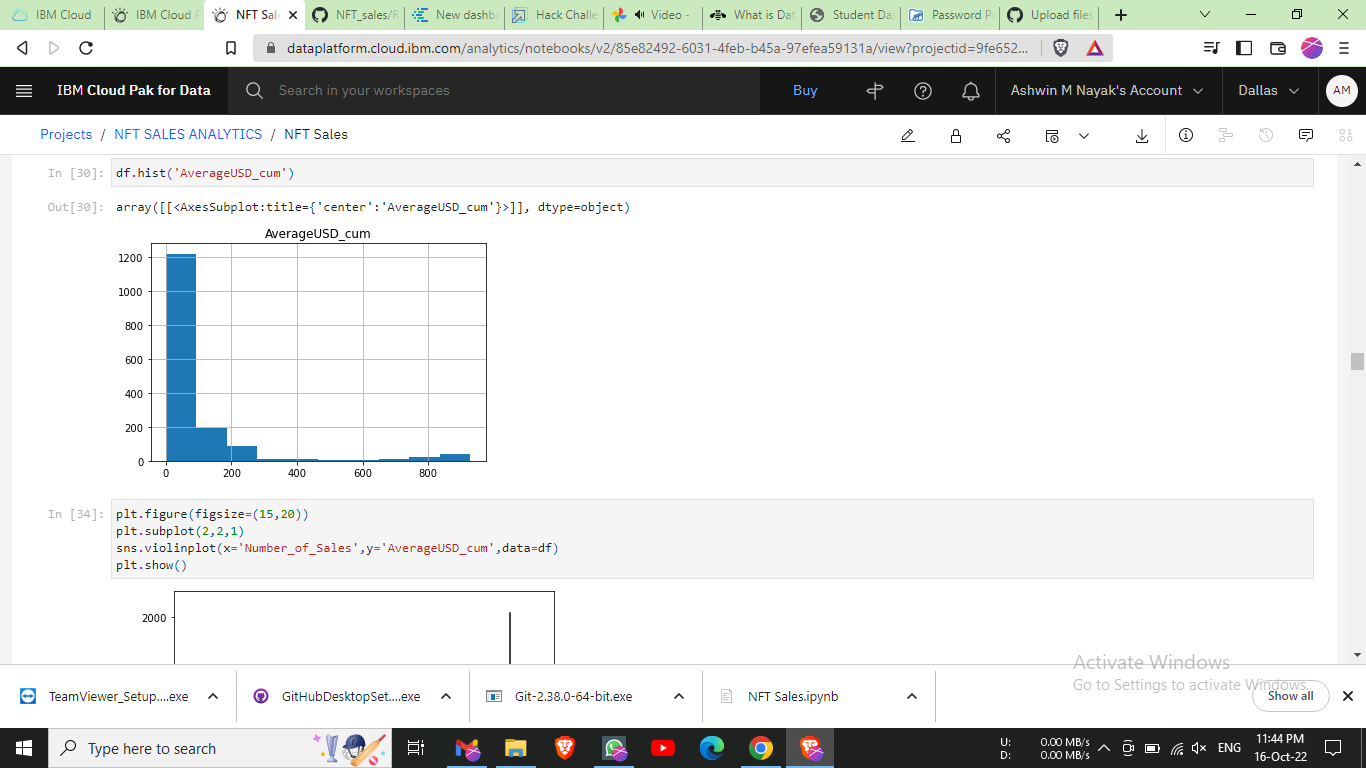 IBM Cloud
IBM Cloud P
NFT Sal
NFT_sales/R
New dashbo
Hack Challe
Video -
What is Dat
Student Das
Password Pr
Upload files
dataplatform.cloud.ibm.com/analytics/notebooks/v2/85e82492-6031-4feb-b45a-97efea59131a/view?projectid=9fe652...
IBM Cloud Pak for Data
Search in your workspaces
Buy
Ashwin M Nayak's Account
Dallas
AM
Projects / NFT SALES ANALYTICS / NFT Sales
In [30]: df.hist('AverageUSD_cum')
Out[30]: array([[<AxesSubplot:title={'center':'AverageUSD_cum'}>]], dtype=object)
AverageUSD_cum
1200
1000
800
600
400
200
0
0 200 400 600 800
In [34]: plt.figure(figsize=(15,20))
plt.subplot(2,2,1)
sns.violinplot(x='Number_of_Sales',y='AverageUSD_cum',data=df)
plt.show()
2000
Activate Windows
Go to Settings to activate Windows.
TeamViewer_Setup....exe
GitHubDesktopSet....exe
Git-2.38.0-64-bit.exe
NFT Sales.ipynb
Show all
Type here to search
U: 0.00 MB/s
D: 0.00 MB/s
ENG
11:44 PM
16-Oct-22